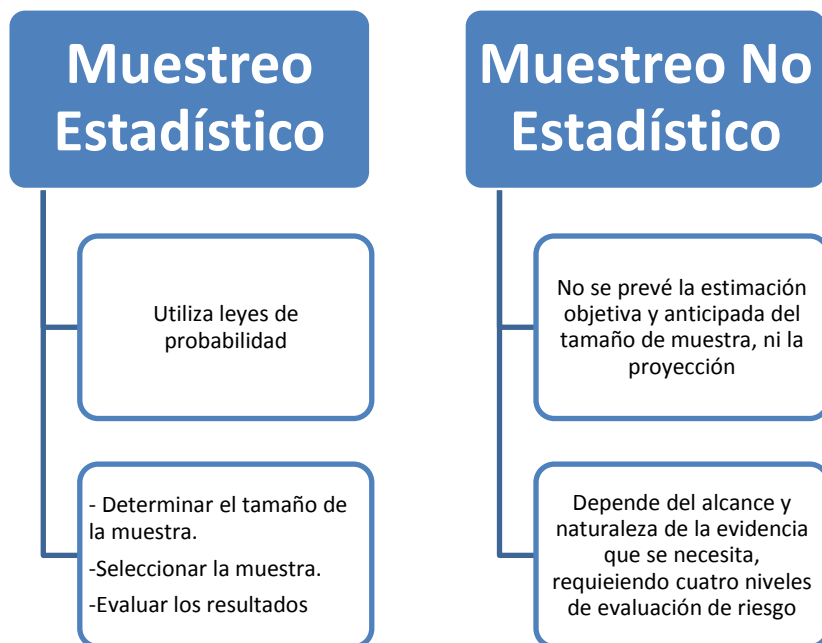 Muestreo
Estadístico
Utiliza leyes de
probabilidad
- Determinar el tamaño de
la muestra.
-Seleccionar la muestra.
-Evaluar los resultados
Muestreo No
Estadístico
No se prevé la estimación
objetiva y anticipada del
tamaño de muestra, ni la
proyección
Depende del alcance y
naturaleza de la evidencia
que se necesita,
requieiendo cuatro niveles
de evaluación de riesgo